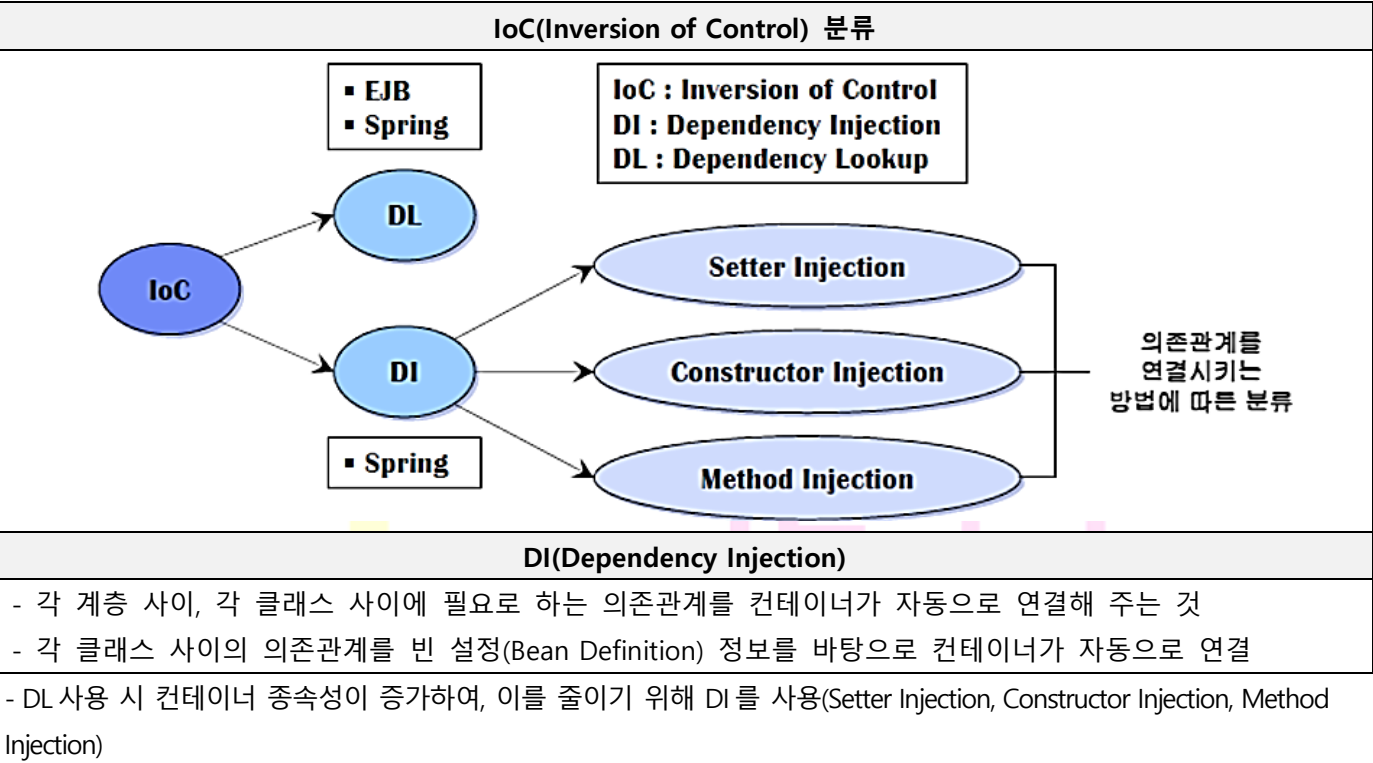 IoC(Inversion of Control) 분류
▪ EJB
▪ Spring
IoC : Inversion of Control
DI : Dependency Injection
DL : Dependency Lookup
DL
IoC
DI
▪ Spring
Setter Injection
Constructor Injection
Method Injection
의존관계를
연결시키는
방법에 따른 분류
DI(Dependency Injection)
- 각 계층 사이, 각 클래스 사이에 필요로 하는 의존관계를 컨테이너가 자동으로 연결해 주는 것
- 각 클래스 사이의 의존관계를 빈 설정(Bean Definition) 정보를 바탕으로 컨테이너가 자동으로 연결
- DL 사용 시 컨테이너 종속성이 증가하여, 이를 줄이기 위해 DI 를 사용(Setter Injection, Constructor Injection, Method
Injection)